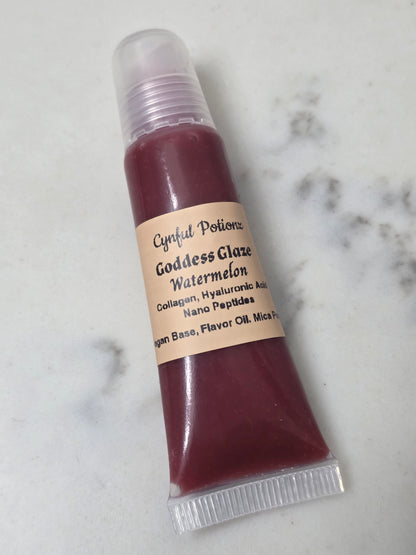 Cynful Potionz
Goddess Glaze
Watermelon
Collagen, Hyaluronic Acid
Nano Peptides
Base, Flavor Oil. Mica